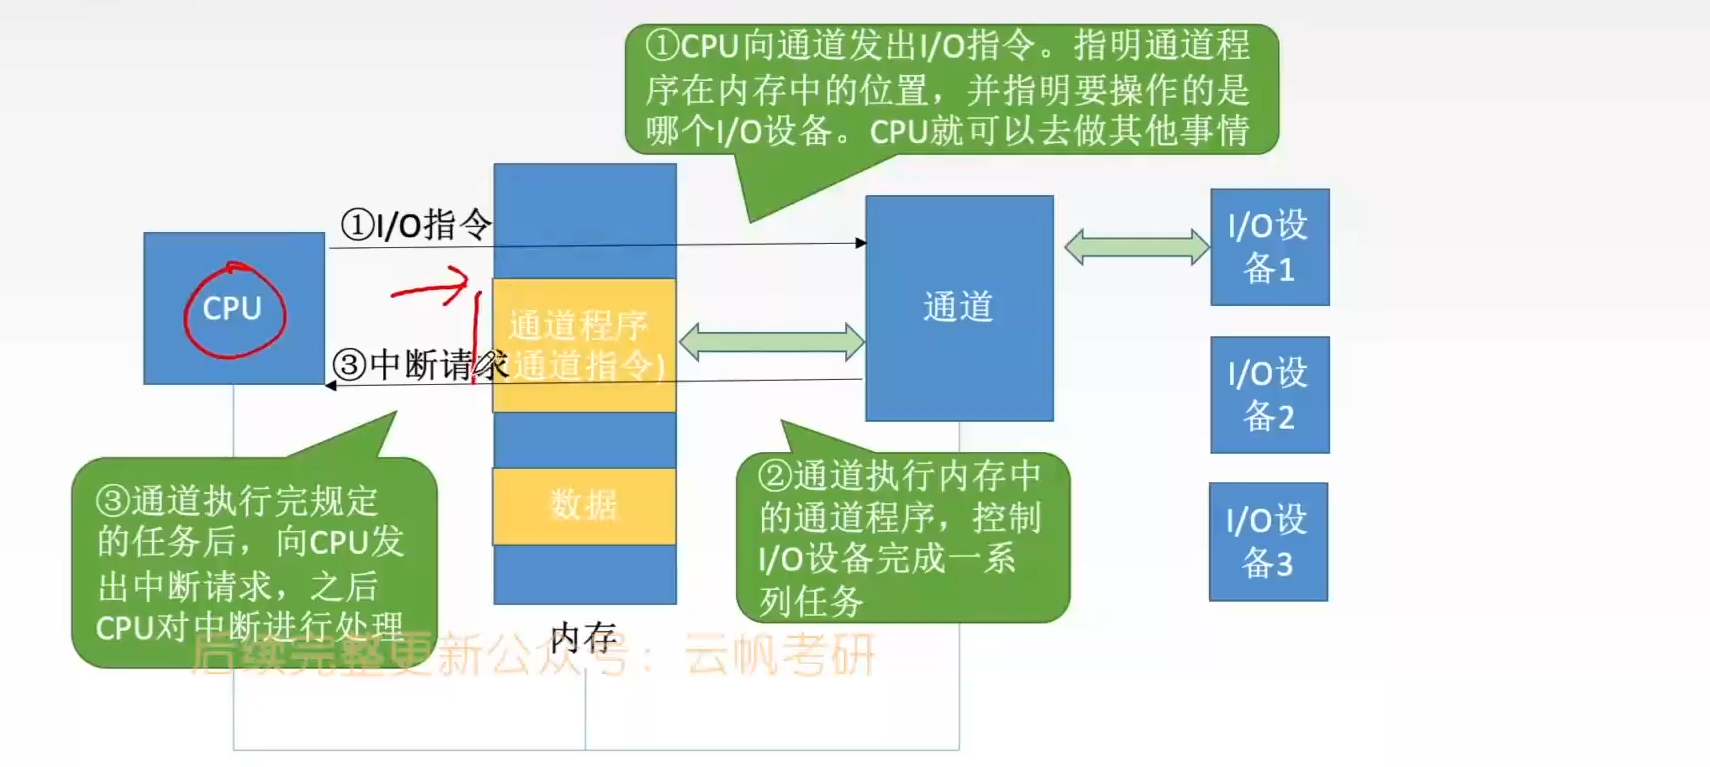 ①CPU向通道发出I/O指令。指明通道程
序在内存中的位置，并指明要操作的是
哪个I/O设备。CPU就可以去做其他事情
①I/O指令
CPU
通道程序
(通道指令)
③中断请求
通道
I/O设
备1
I/O设
备2
I/O设
备3
数据
②通道执行内存中
的通道程序，控制
I/O设备完成一系
列任务
③通道执行完规定
的任务后，向CPU发
出中断请求，之后
CPU对中断进行处理
内存
后续完整更新公众号：云帆考研